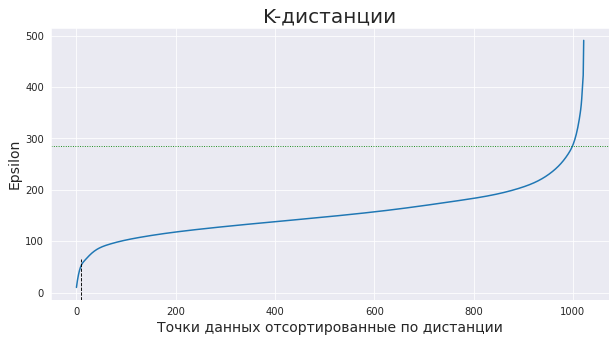 K-дистанции
Epsilon
500
400
300
200
100
0
0 200 400 600 800 1000
Точки данных отсортированные по дистанции